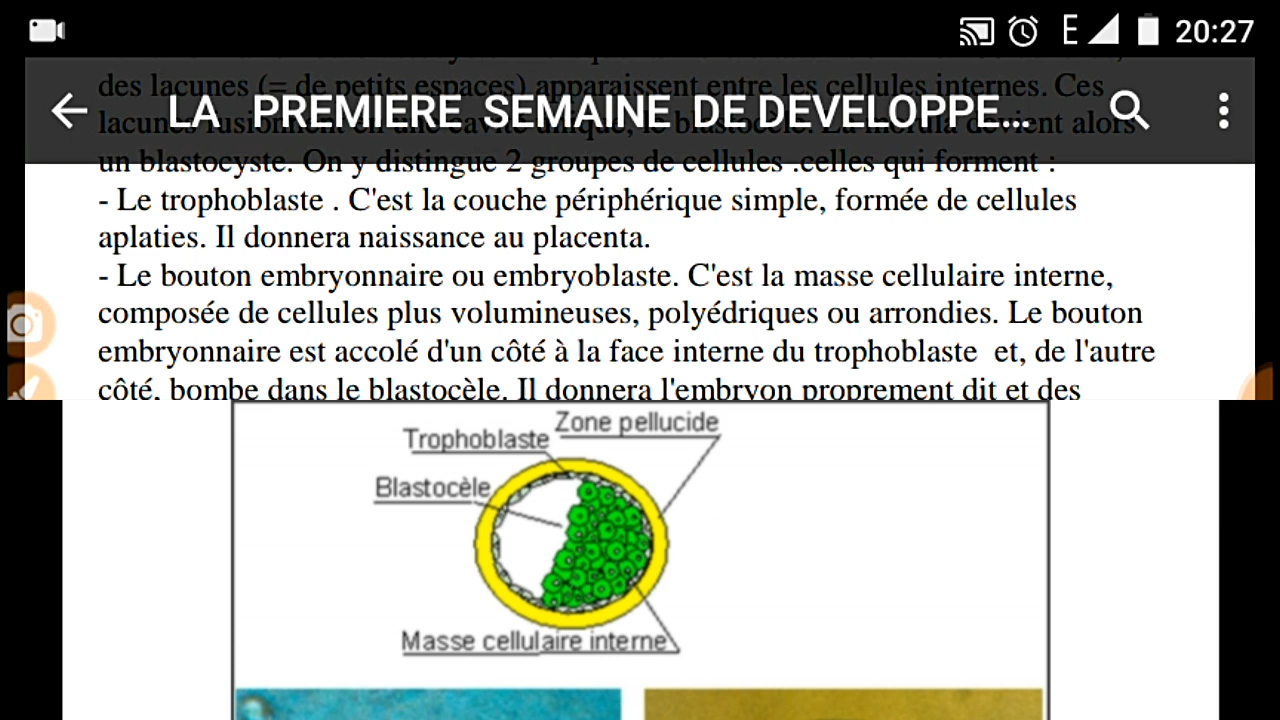 E 20:27
des lacunes (= de petits espaces) apparaissent entre les cellules internes. Ces
LA PREMIERE SEMAINE DE DEVELOPPE...
un blastocyste. On y distingue 2 groupes de cellules .celles qui forment :
- Le trophoblaste . C'est la couche périphérique simple, formée de cellules
aplaties. Il donnera naissance au placenta.
- Le bouton embryonnaire ou embryoblaste. C'est la masse cellulaire interne,
composée de cellules plus volumineuses, polyédriques ou arrondies. Le bouton
embryonnaire est accolé d'un côté à la face interne du trophoblaste et, de l'autre
côté, bombe dans le blastocèle. Il donnera l'embryon proprement dit et des
Zone pellucide
Trophoblaste
Blastocèle
Masse cellulaire interne